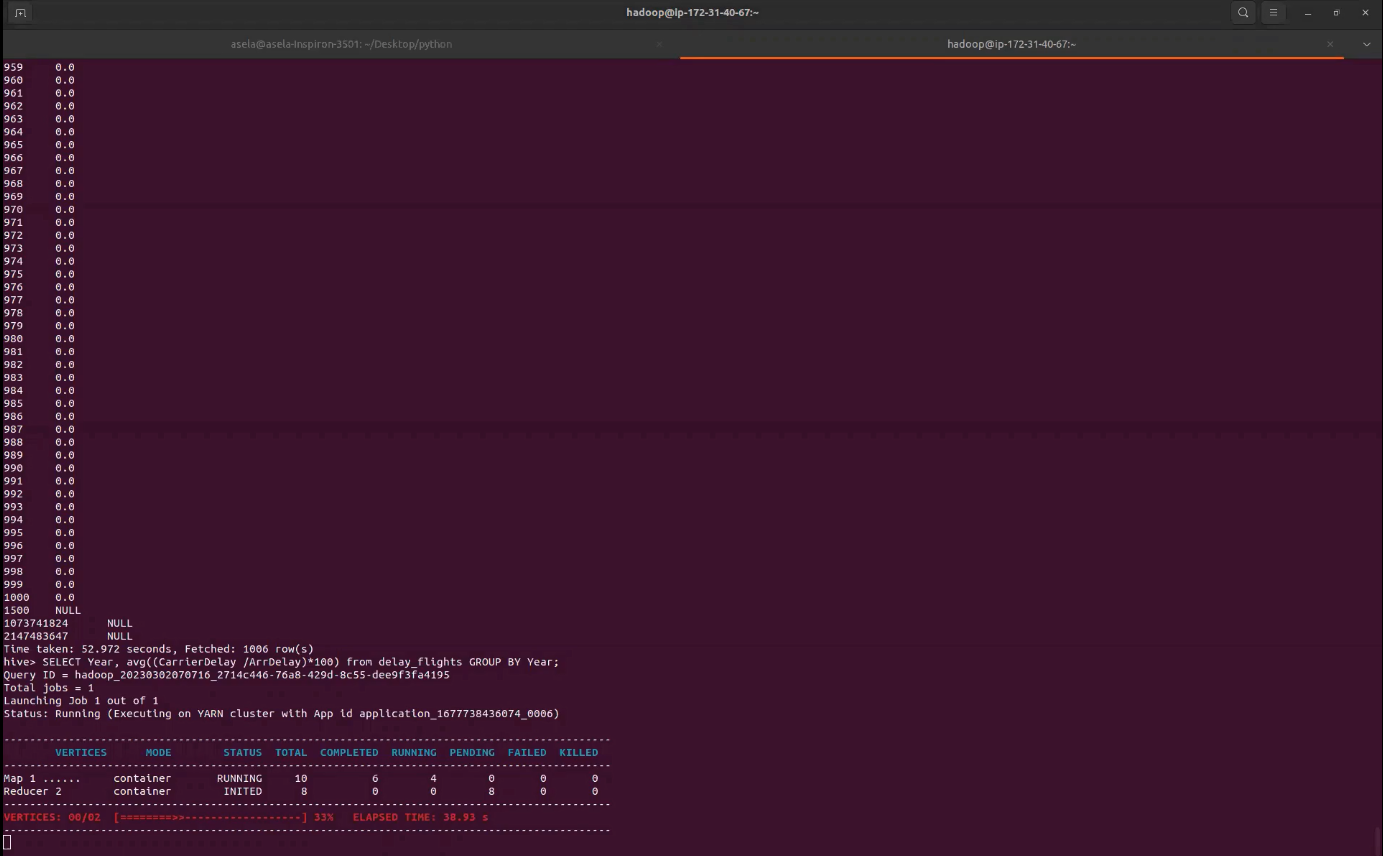 hadoop@ip-172-31-40-67:~
asela@asela-Inspiron-3501: ~/Desktop/python
hadoop@ip-172-31-40-67:~
959 0.0
960 0.0
961 0.0
962 0.0
963 0.0
964 0.0
965 0.0
966 0.0
967 0.0
968 0.0
969 0.0
970 0.0
971 0.0
972 0.0
973 0.0
974 0.0
975 0.0
976 0.0
977 0.0
978 0.0
979 0.0
980 0.0
981 0.0
982 0.0
983 0.0
984 0.0
985 0.0
986 0.0
987 0.0
988 0.0
989 0.0
990 0.0
991 0.0
992 0.0
993 0.0
994 0.0
995 0.0
996 0.0
997 0.0
998 0.0
999 0.0
1000 0.0
1500 NULL
1073741824 NULL
2147483647 NULL
Time taken: 52.972 seconds, Fetched: 1006 row(s)
hive> SELECT Year, avg((CarrierDelay /ArrDelay)*100) from delay_flights GROUP BY Year;
Query ID = hadoop_20230302070716_2714c446-76a8-429d-8c55-dee9f3fa4195
Total jobs = 1
Launching Job 1 out of 1
Status: Running (Executing on YARN cluster with App id application_1677738436074_0006)
----------------------------------------------------------------------------------------------
VERTICES MODE STATUS TOTAL COMPLETED RUNNING PENDING FAILED KILLED
----------------------------------------------------------------------------------------------
Map 1 ...... container RUNNING 10 6 4 0 0 0
Reducer 2 container INITED 8 0 0 8 0 0
----------------------------------------------------------------------------------------------
VERTICES: 00/02 [========>>------------------] 33% ELAPSED TIME: 38.93 s
----------------------------------------------------------------------------------------------